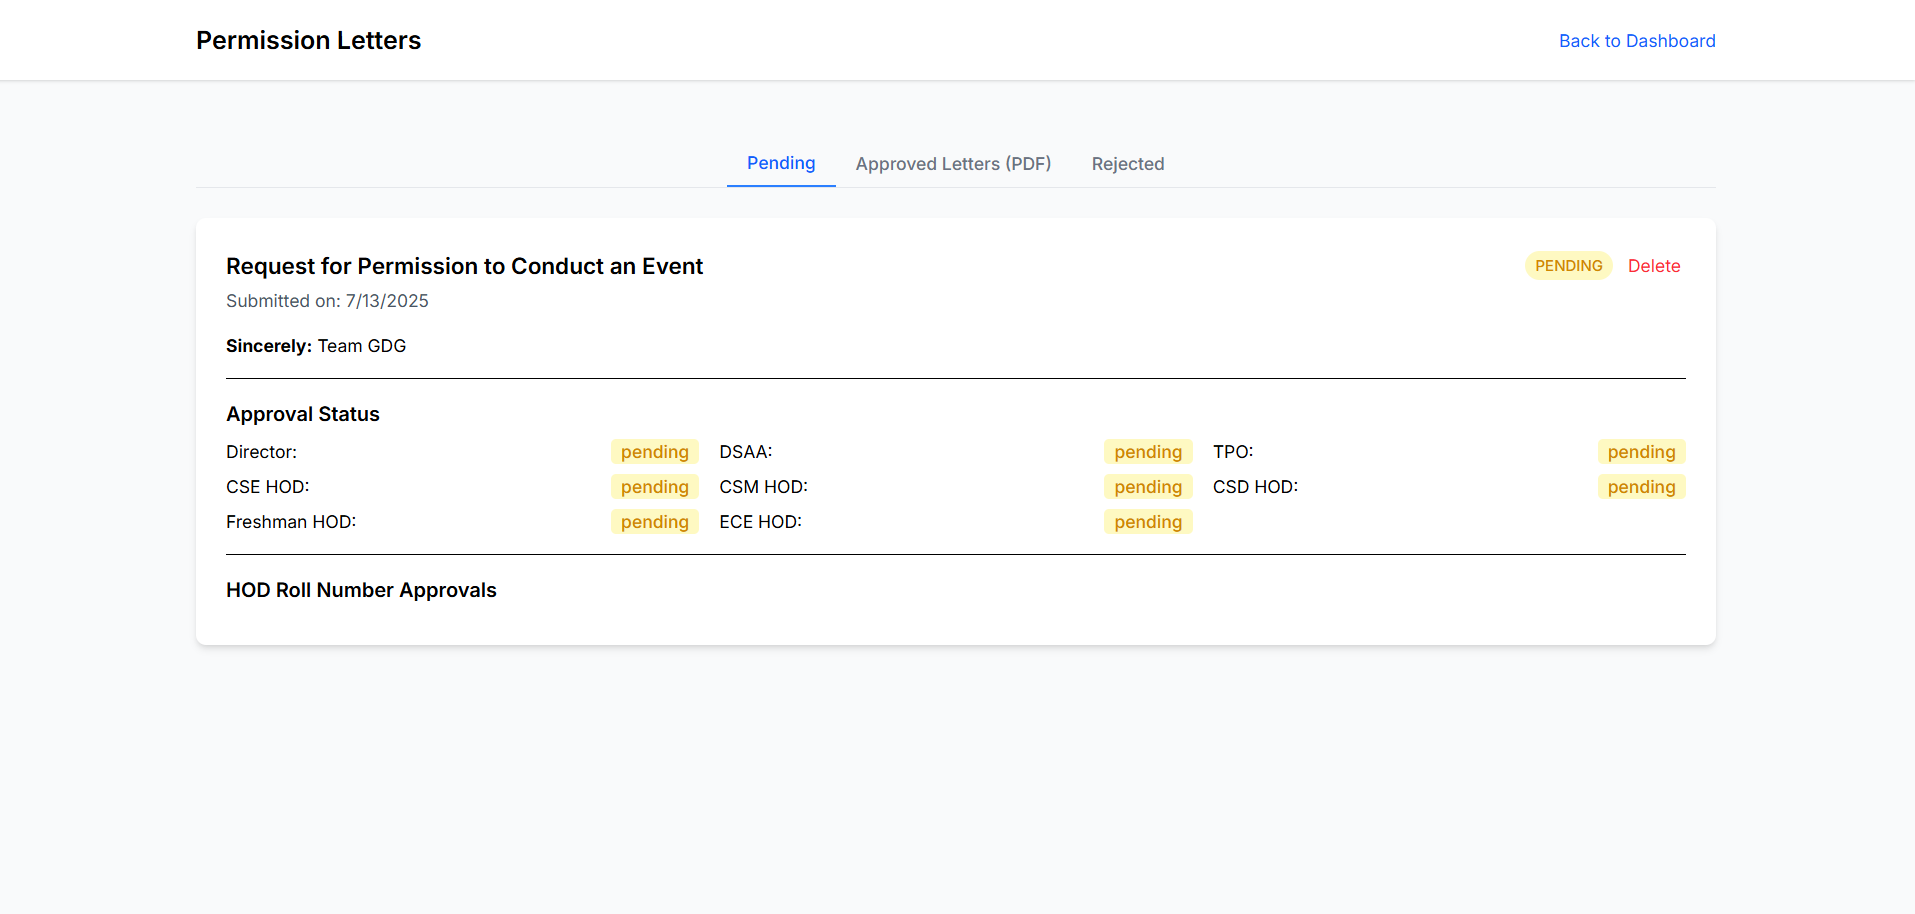 Permission Letters
Back to Dashboard
Pending
Approved Letters (PDF)
Rejected
Request for Permission to Conduct an Event
PENDING
Delete
Submitted on: 7/13/2025
Sincerely: Team GDG
Approval Status
Director: pending DSAA: pending TPO: pending
CSE HOD: pending CSM HOD: pending CSD HOD: pending
Freshman HOD: pending ECE HOD: pending
HOD Roll Number Approvals